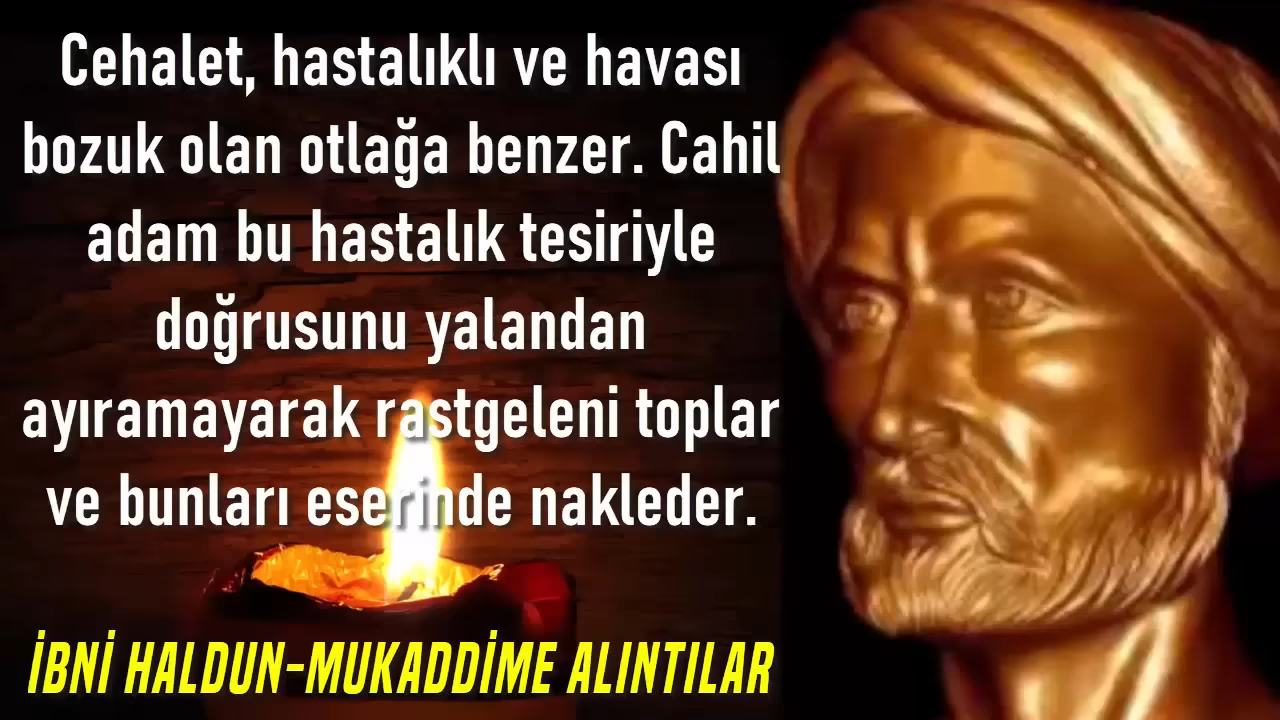 Cehalet, hastalıklı ve havası
bozuk olan otlağa benzer. Cahil
adam bu hastalık tesiriyle
doğrusunu yalandan
ayıramayarak rastgeleni toplar
ve bunları eserinde nakleder.
İBNİ HALDUN-MUKADDİME ALINTILAR